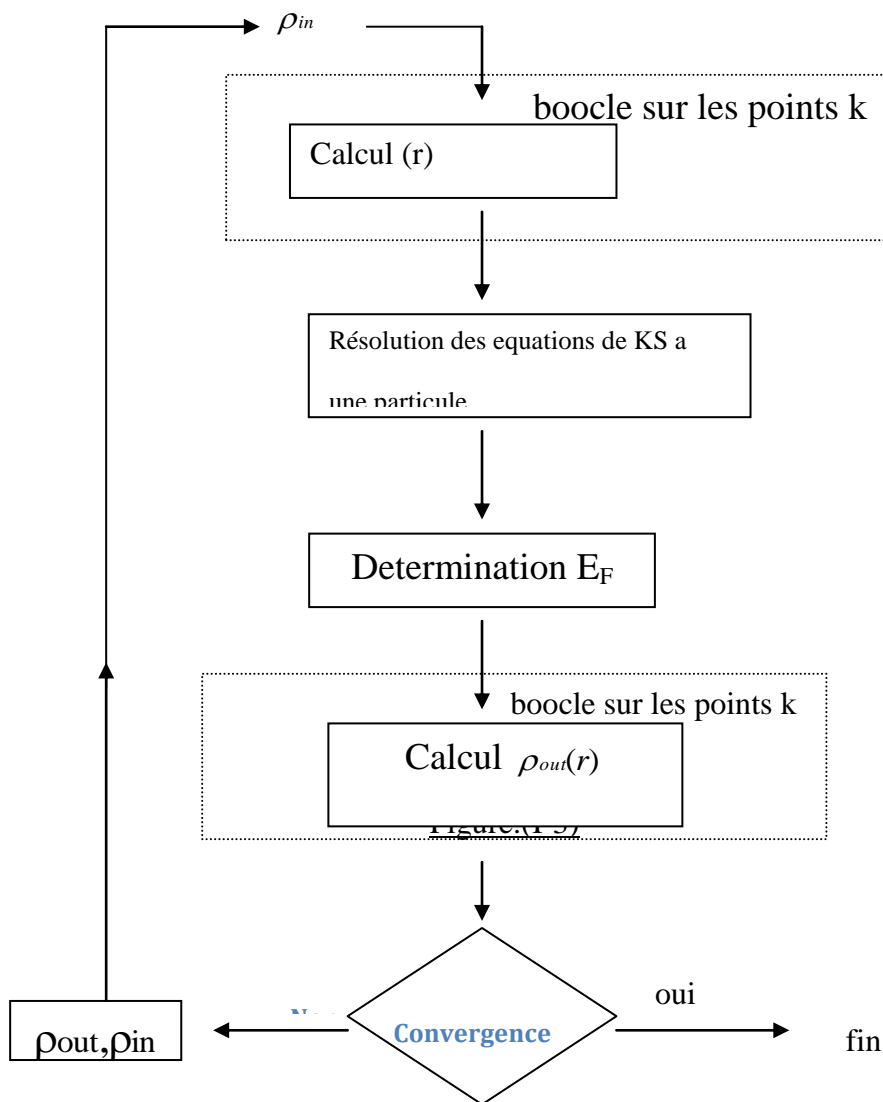 ρin
boocle sur les points k
Calcul (r)
Résolution des equations de KS a
une particule
Determination EF
boocle sur les points k
Calcul ρout(r)
oui
Convergence
ρout,ρin
fin